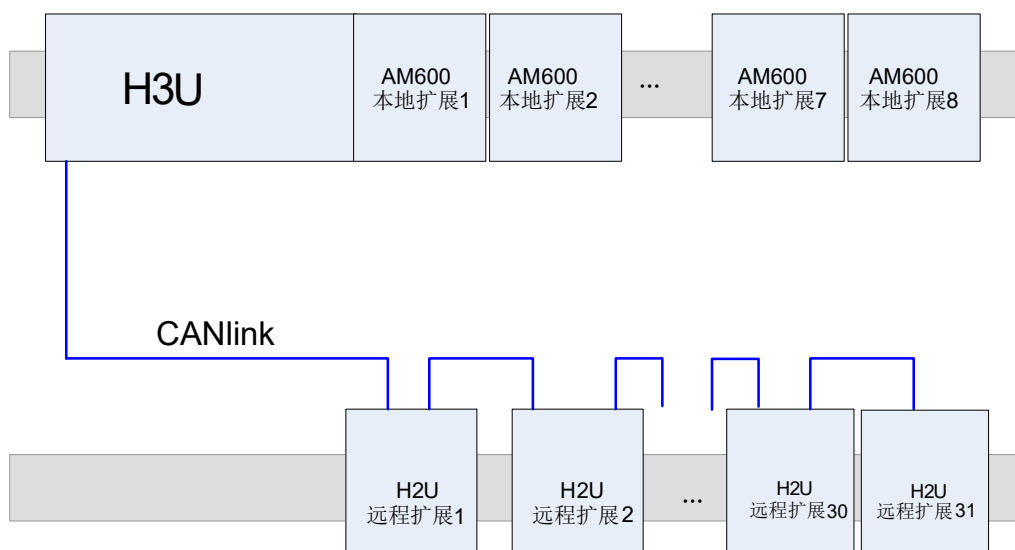 H3U
AM600
本地扩展1
AM600
本地扩展2
...
AM600
本地扩展7
AM600
本地扩展8
CANlink
H2U
远程扩展1
H2U
远程扩展2
...
H2U
远程扩展30
H2U
远程扩展31